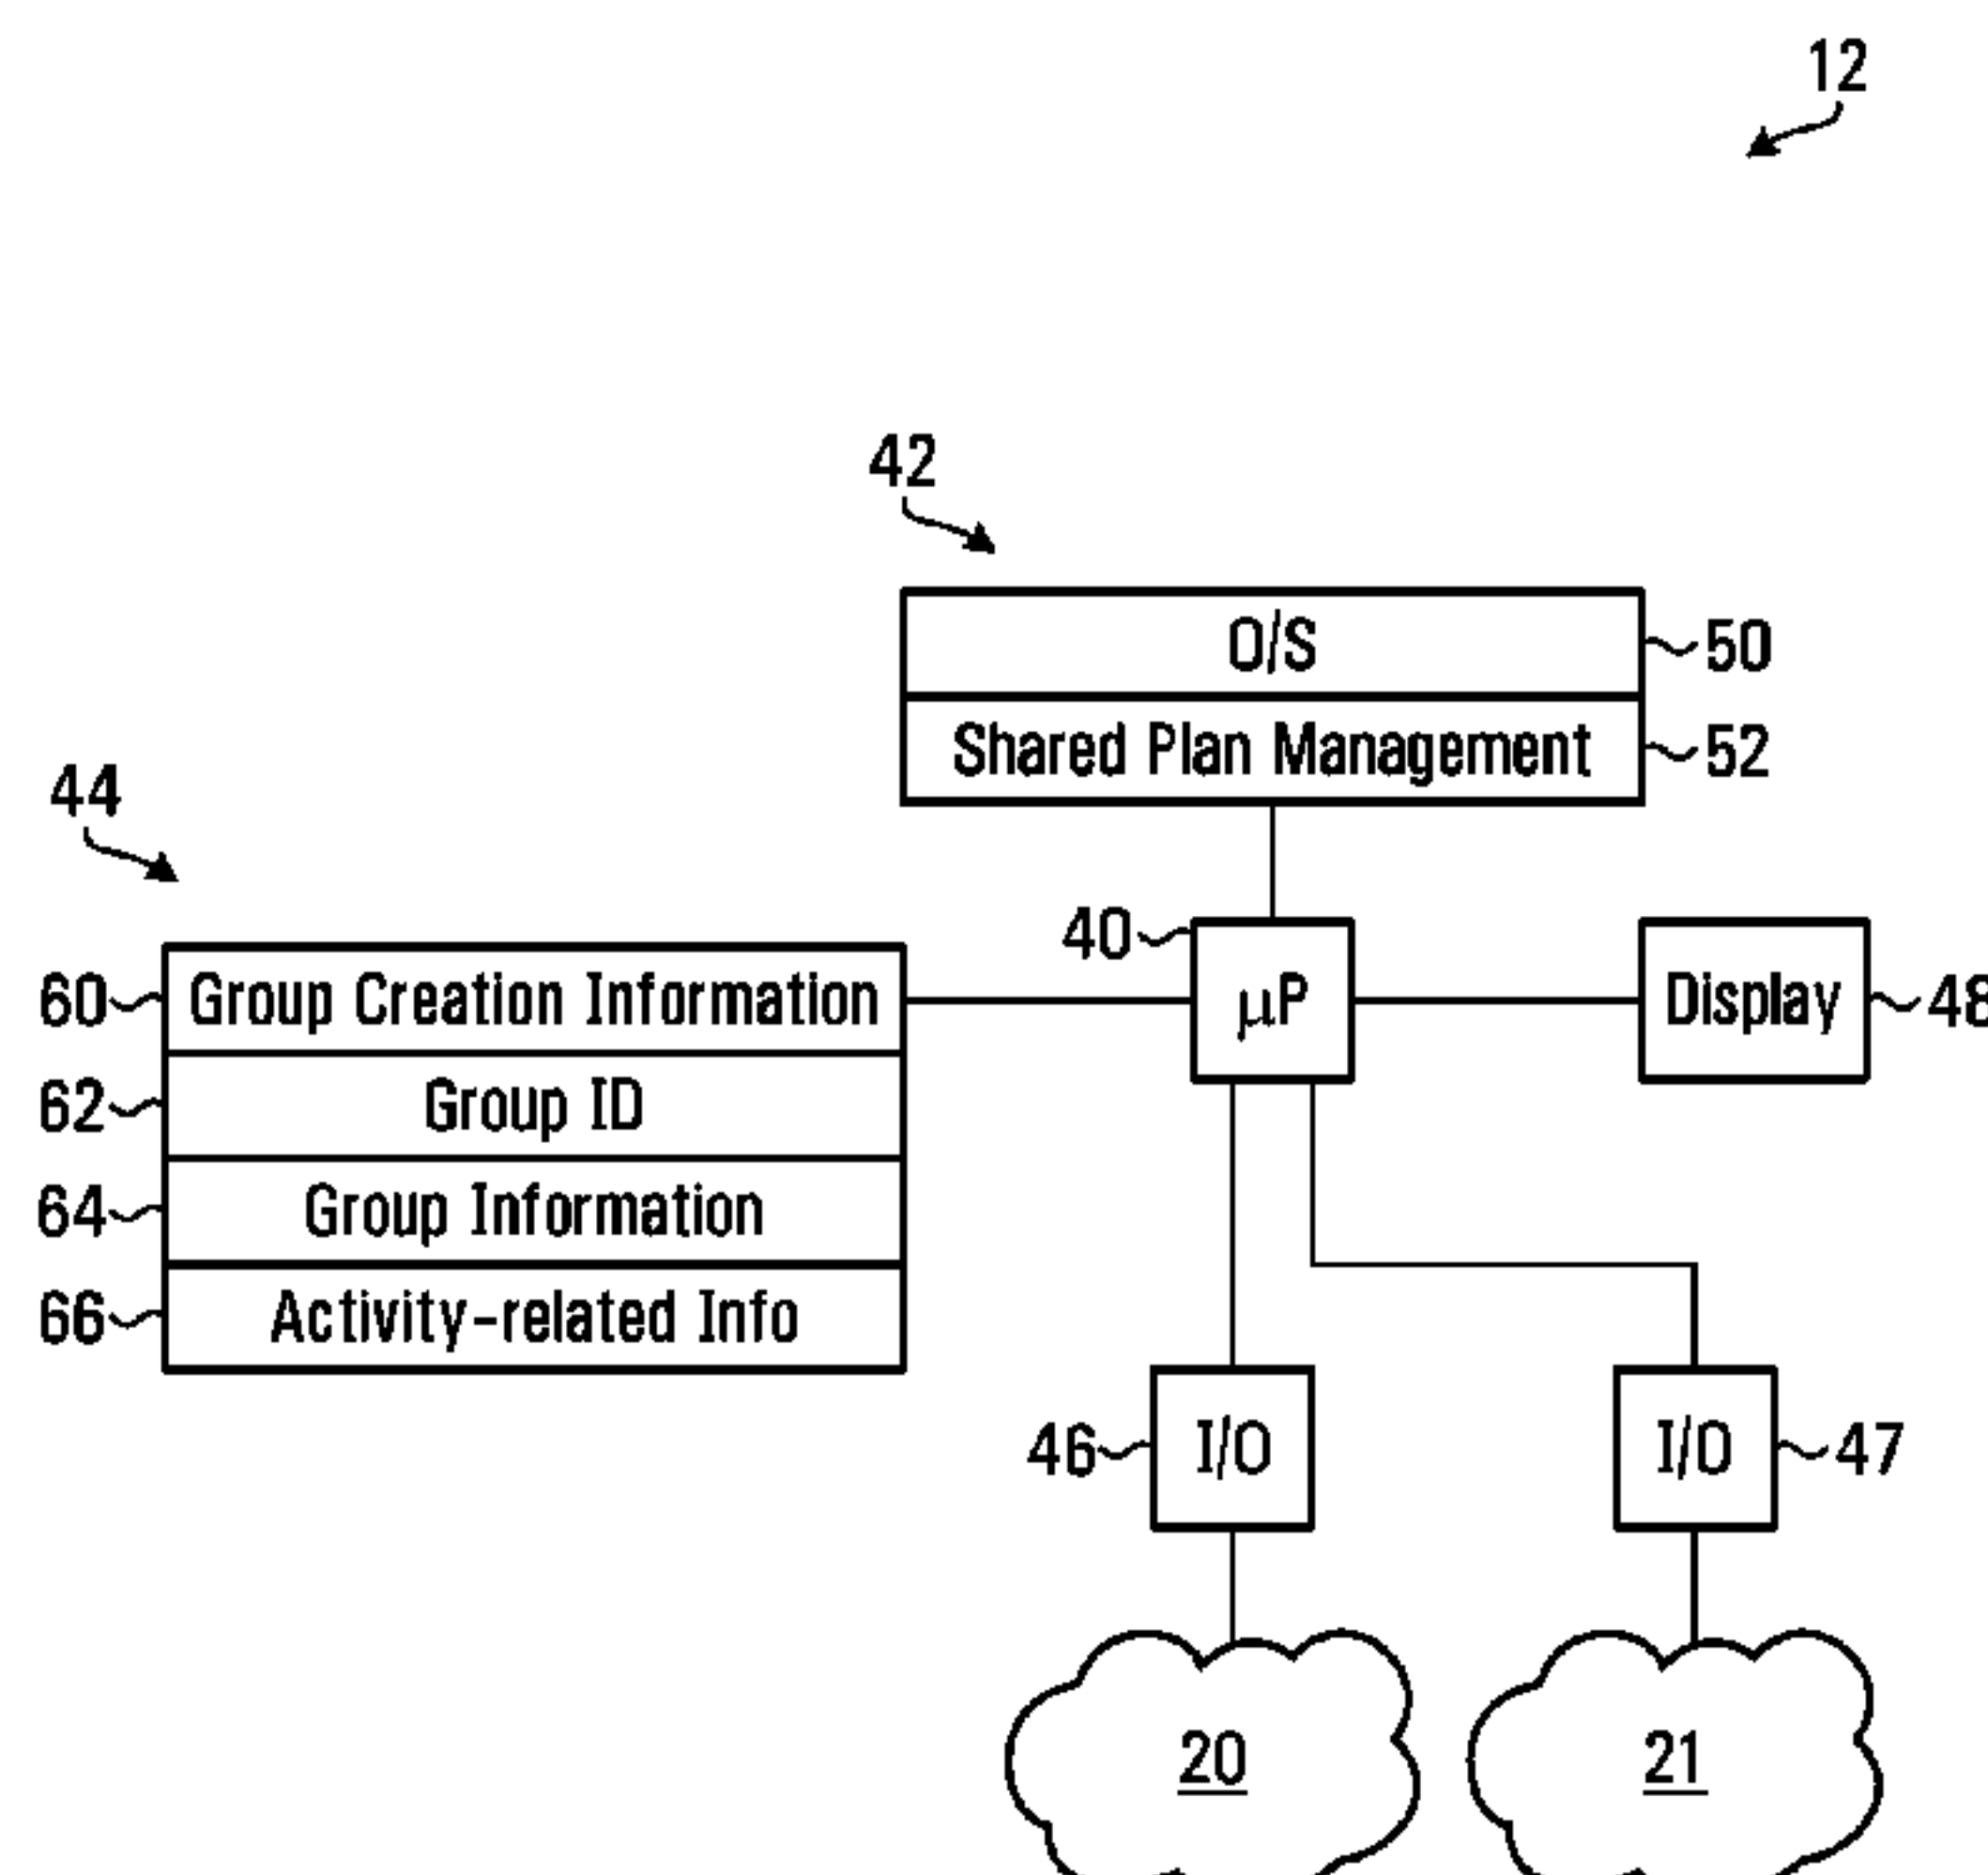 12
42
O/S
50
Shared Plan Management
52
44
40
60
Group Creation Information
μP
Display
48
62
Group ID
64
Group Information
66
Activity-related Info
46
I/O
I/O
47
20
21